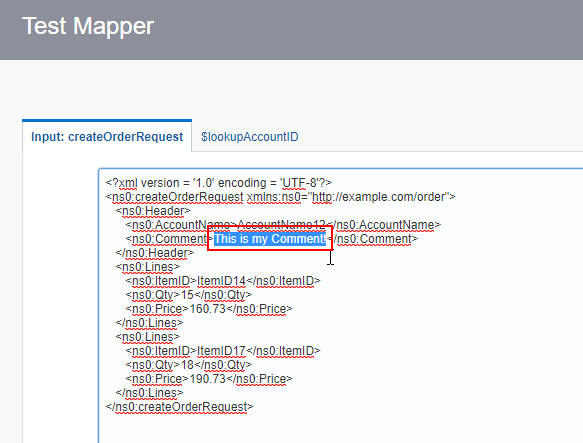 Test Mapper
Input: createOrderRequest
$lookupAccountID
<?xml version = '1.0' encoding = 'UTF-8'?>
<ns0:createOrderRequest xmlns:ns0="http://example.com/order">
<ns0:Header>
<ns0:AccountName>AccountName12</ns0:AccountName>
<ns0:Comment>This is my Comment</ns0:Comment>
</ns0:Header>
<ns0:Lines>
<ns0:ItemID>ItemID14</ns0:ItemID>
<ns0:Qty>15</ns0:Qty>
<ns0:Price>160.73</ns0:Price>
</ns0:Lines>
<ns0:Lines>
<ns0:ItemID>ItemID17</ns0:ItemID>
<ns0:Qty>18</ns0:Qty>
<ns0:Price>190.73</ns0:Price>
</ns0:Lines>
</ns0:createOrderRequest>